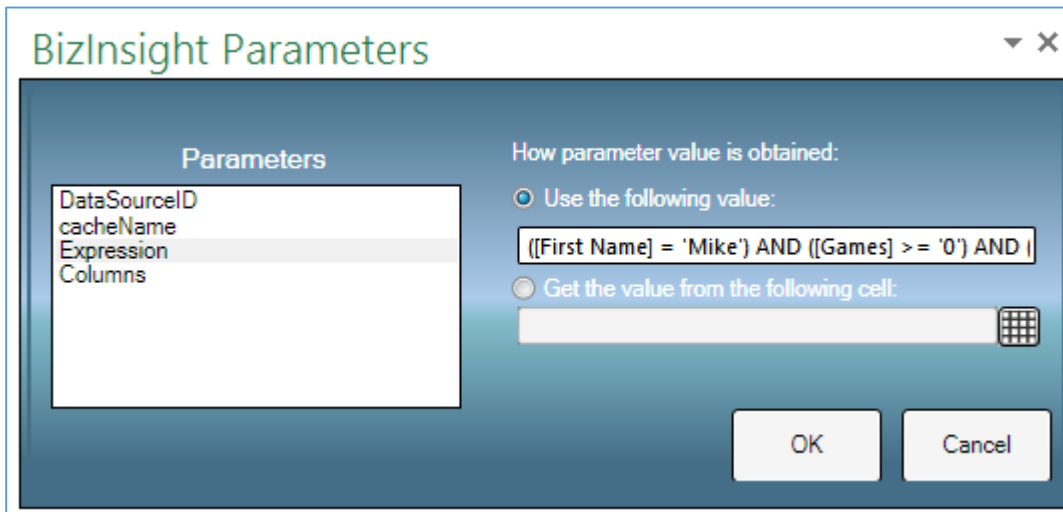 BizInsight Parameters
Parameters
DataSourceID
cacheName
Expression
Columns
How parameter value is obtained:
Use the following value:
([First Name] = 'Mike') AND ([Games] >= '0') AND (
Get the value from the following cell:
OK
Cancel